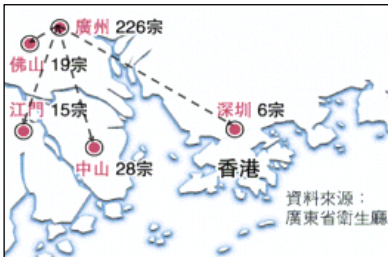 廣州 226宗
佛山 19宗
江門 15宗
深圳 6宗
中山 28宗
香港
資料來源：
廣東省衛生廳